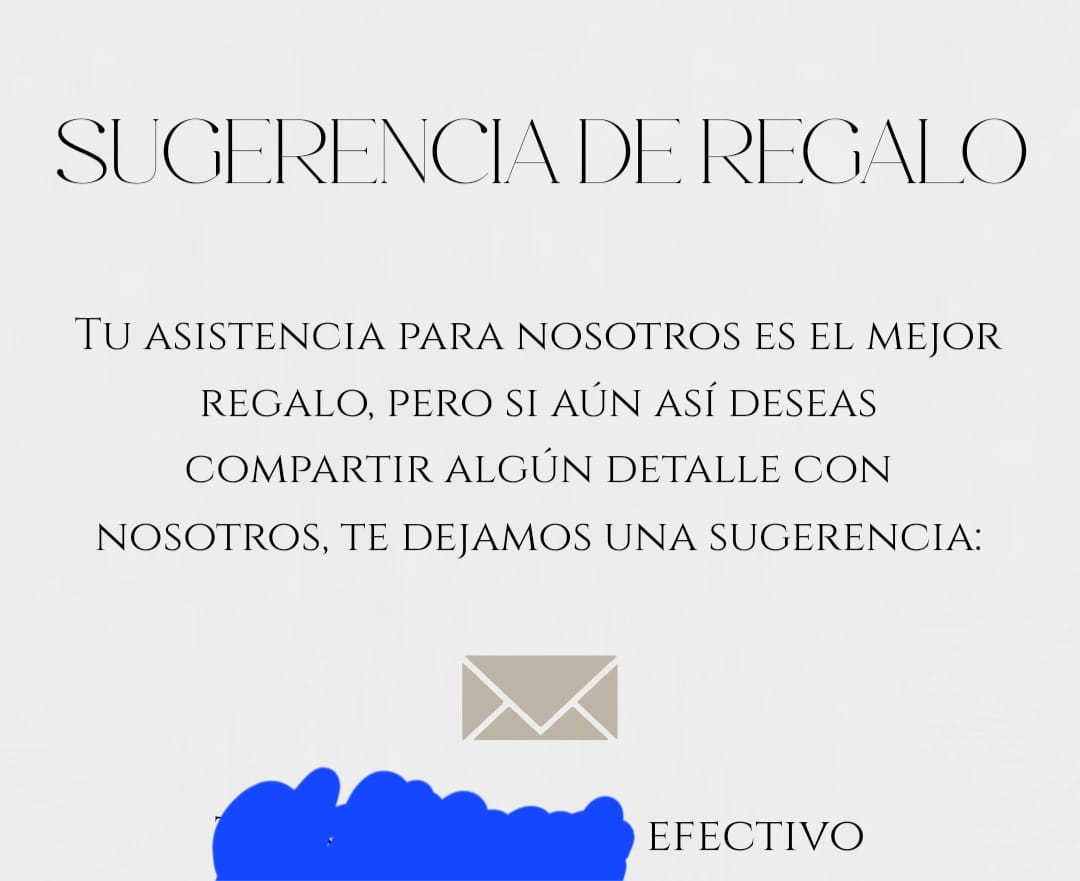 SUGERENCIA DE REGALO
TU ASISTENCIA PARA NOSOTROS ES EL MEJOR
REGALO, PERO SI AÚN ASÍ DESEAS
COMPARTIR ALGÚN DETALLE CON
NOSOTROS, TE DEJAMOS UNA SUGERENCIA:
EFECTIVO